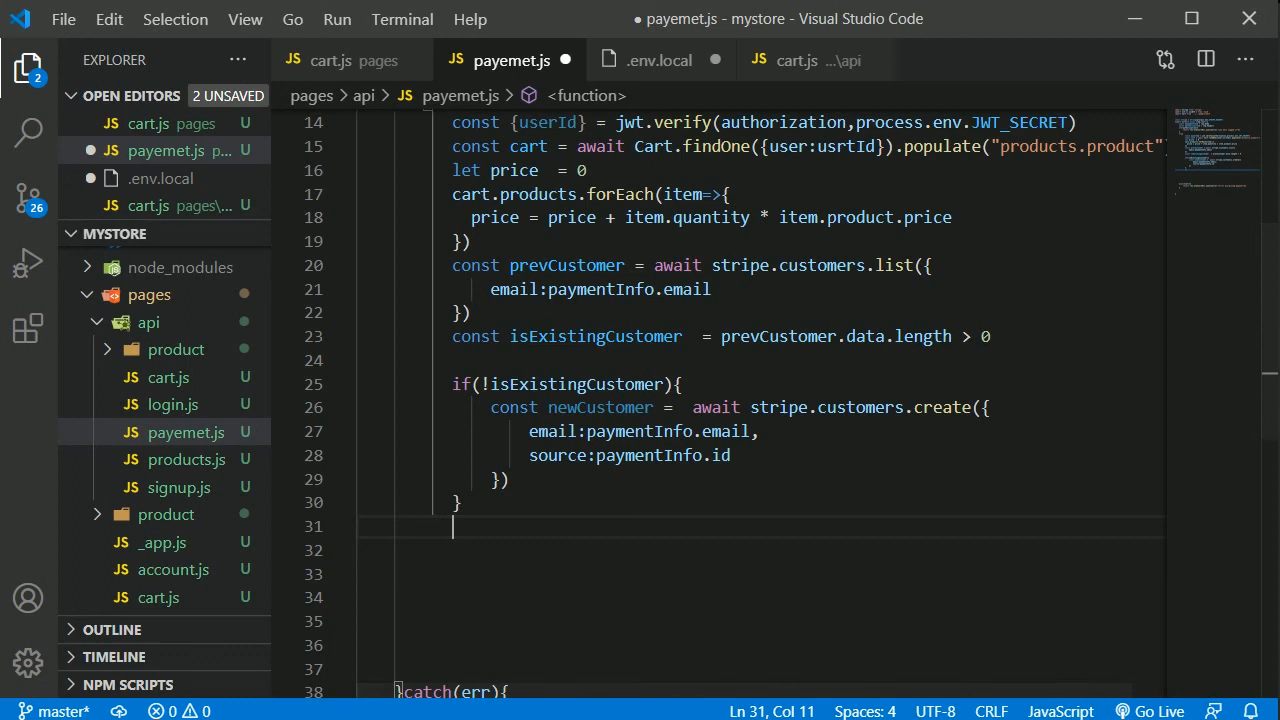 File Edit Selection View Go Run Terminal Help
● payemet.js - mystore - Visual Studio Code
EXPLORER ...
JS cart.js pages
JS payemet.js ●
.env.local ●
JS cart.js ...\api
OPEN EDITORS 2 UNSAVED
JS cart.js pages U
● JS payemet.js p... U
● .env.local
JS cart.js pages\... U
MYSTORE
node_modules
pages
api
product
JS cart.js U
JS login.js U
JS payemet.js U
JS products.js U
JS signup.js U
product
JS _app.js U
JS account.js U
JS cart.js U
OUTLINE
TIMELINE
NPM SCRIPTS
2
26
pages > api > JS payemet.js > <function>
14 const {userId} = jwt.verify(authorization,process.env.JWT_SECRET)
15 const cart = await Cart.findOne({user:usrtId}).populate("products.product")
16 let price  = 0
17 cart.products.forEach(item=>{
18 price = price + item.quantity * item.product.price
19 })
20 const prevCustomer = await stripe.customers.list({
21 email:paymentInfo.email
22 })
23 const isExistingCustomer  = prevCustomer.data.length > 0
24
25 if(!isExistingCustomer){
26 const newCustomer =  await stripe.customers.create({
27 email:paymentInfo.email,
28 source:paymentInfo.id
29 })
30 }
31
32
33
34
35
36
37
38 }catch(err){
master* 0 0 Ln 31, Col 11 Spaces: 4 UTF-8 CRLF JavaScript Go Live